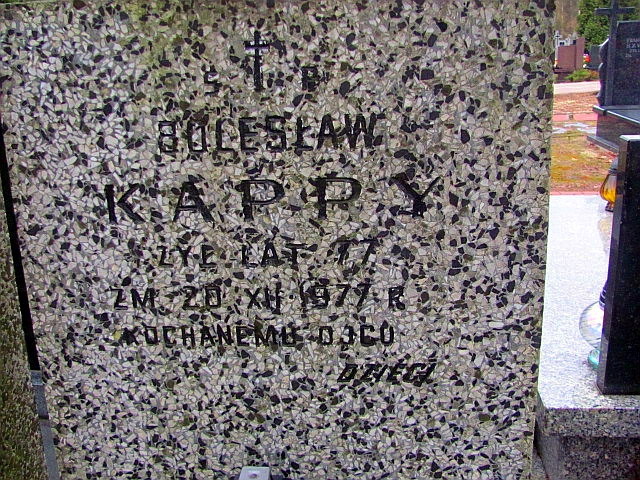 Ś P
BOLESŁAW
KAPPY
ŻYŁ LAT 77
ZM. 20 XII 1977 R
KOCHANEMU OJCU
DZIECI